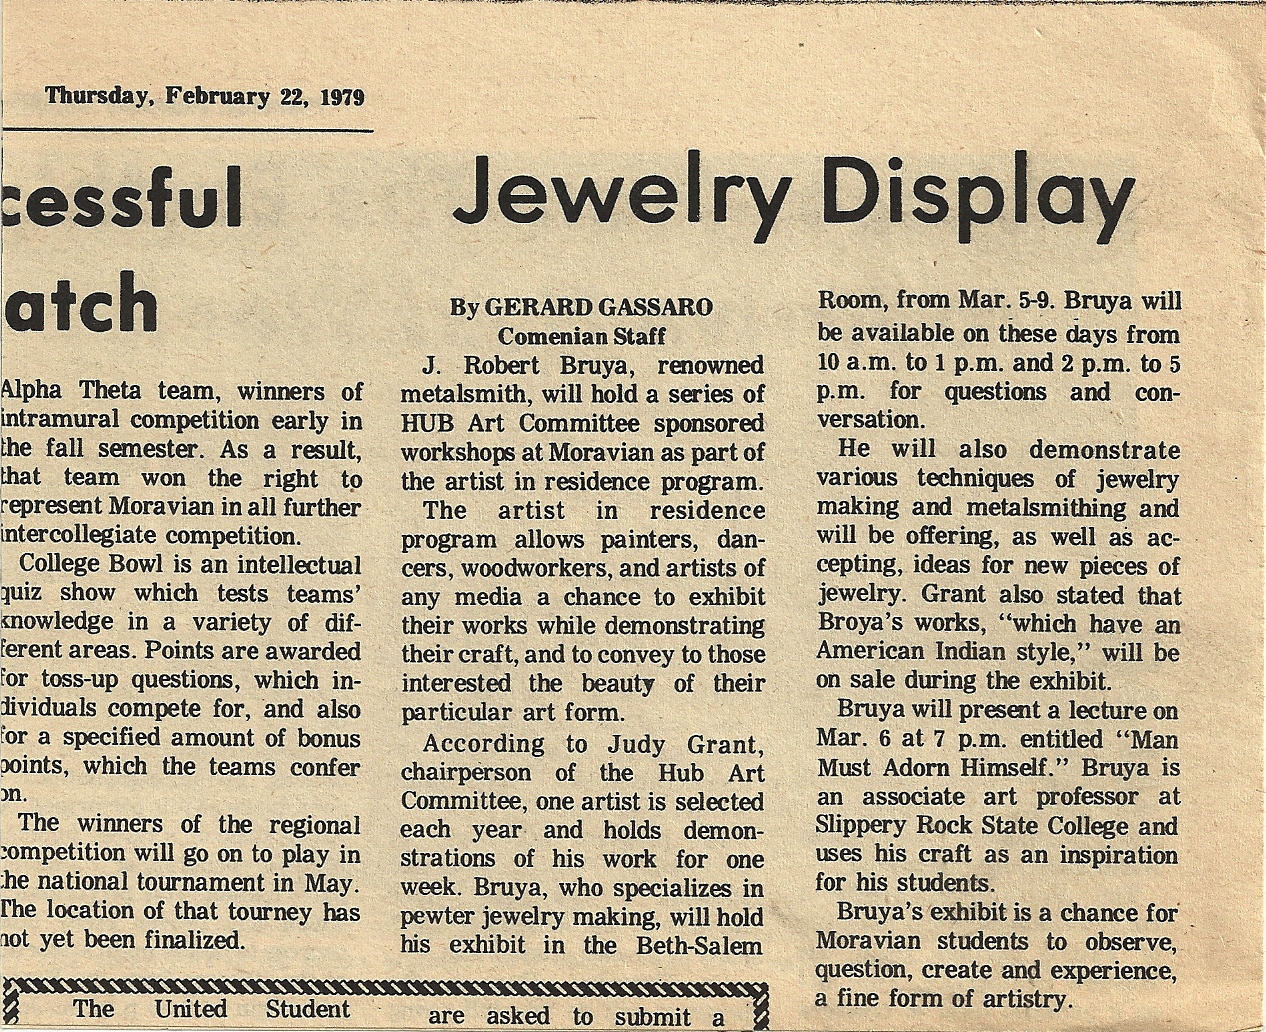 Thursday, February 22, 1979
cessful
atch
Alpha Theta team, winners of
intramural competition early in
the fall semester. As a result,
that team won the right to
represent Moravian in all further
intercollegiate competition.
College Bowl is an intellectual
quiz show which tests teams'
knowledge in a variety of dif-
ferent areas. Points are awarded
for toss-up questions, which in-
dividuals compete for, and also
for a specified amount of bonus
points, which the teams confer
on.
The winners of the regional
competition will go on to play in
the national tournament in May.
The location of that tourney has
not yet been finalized.
Jewelry Display
By GERARD GASSARO
Comenian Staff
J. Robert Bruya, renowned
metalsmith, will hold a series of
HUB Art Committee sponsored
workshops at Moravian as part of
the artist in residence program.
The artist in residence
program allows painters, dan-
cers, woodworkers, and artists of
any media a chance to exhibit
their works while demonstrating
their craft, and to convey to those
interested the beauty of their
particular art form.
According to Judy Grant,
chairperson of the Hub Art
Committee, one artist is selected
each year and holds demon-
strations of his work for one
week. Bruya, who specializes in
pewter jewelry making, will hold
his exhibit in the Beth-Salem
Room, from Mar. 5-9. Bruya will
be available on these days from
10 a.m. to 1 p.m. and 2 p.m. to 5
p.m. for questions and con-
versation.
He will also demonstrate
various techniques of jewelry
making and metalsmithing and
will be offering, as well as ac-
cepting, ideas for new pieces of
jewelry. Grant also stated that
Broya's works, "which have an
American Indian style," will be
on sale during the exhibit.
Bruya will present a lecture on
Mar. 6 at 7 p.m. entitled "Man
Must Adorn Himself." Bruya is
an associate art professor at
Slippery Rock State College and
uses his craft as an inspiration
for his students.
Bruya's exhibit is a chance for
Moravian students to observe,
question, create and experience,
a fine form of artistry.
The United Student
are asked to submit a